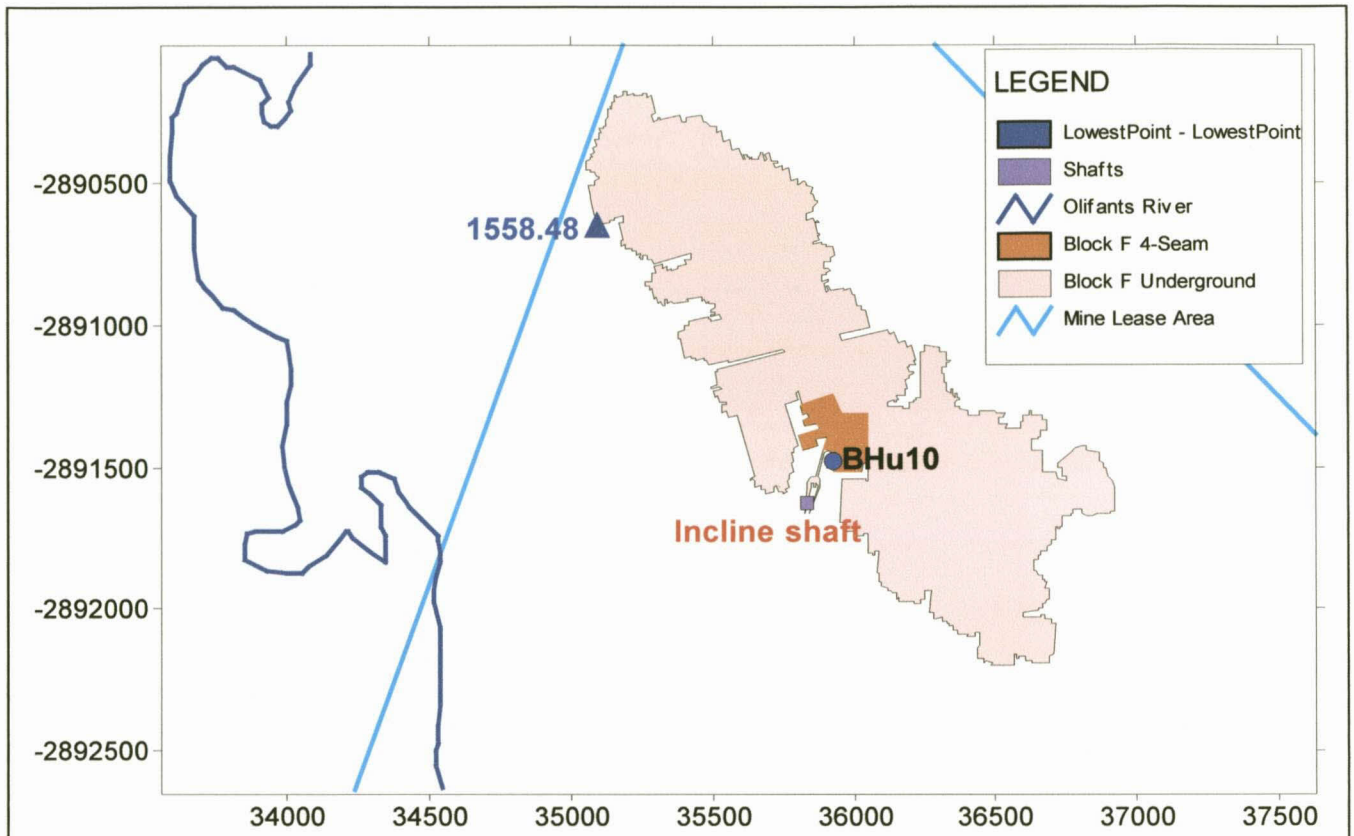 LEGEND
LowestPoint - LowestPoint
Shafts
Olifants River
Block F 4-Seam
Block F Underground
Mine Lease Area
-2890500
1558.48
-2891000
-2891500
BHu10
Incline shaft
-2892000
-2892500
34000 34500 35000 35500 36000 36500 37000 37500